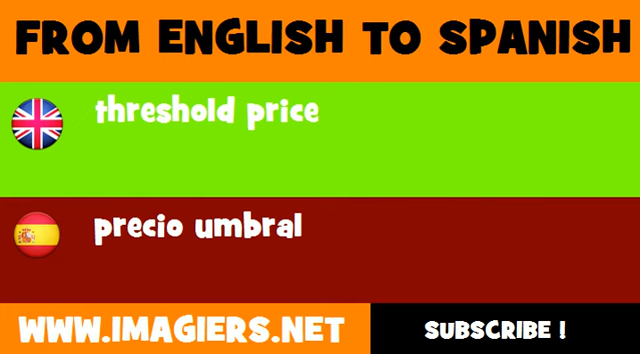 FROM ENGLISH TO SPANISH
threshold price
precio umbral
WWW.IMAGIERS.NET
SUBSCRIBE !